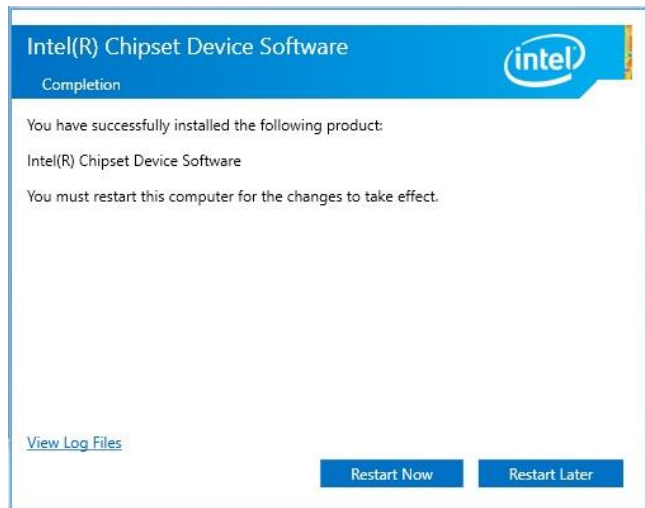 Intel(R) Chipset Device Software
intel
Completion
You have successfully installed the following product:
Intel(R) Chipset Device Software
You must restart this computer for the changes to take effect.
View Log Files
Restart Now
Restart Later